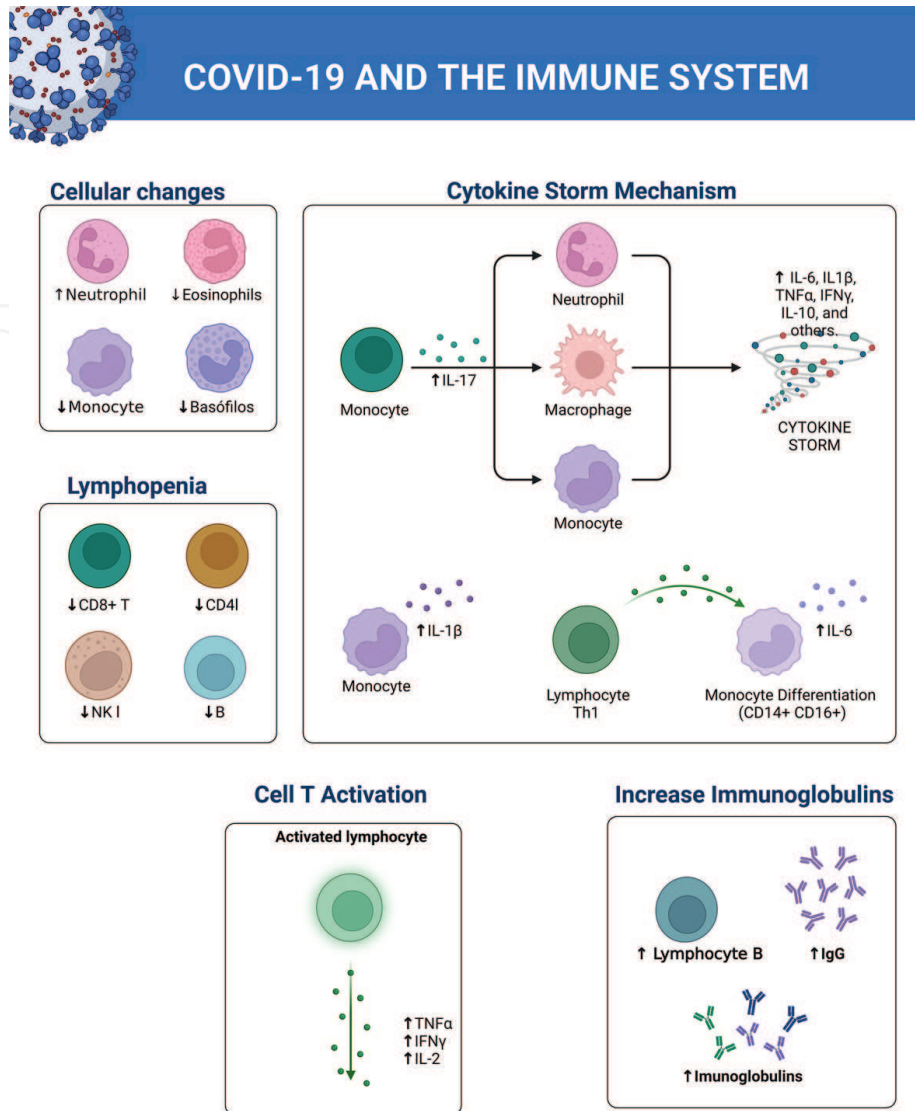 COVID-19 AND THE IMMUNE SYSTEM
Cellular changes
↑Neutrophil
↓Eosinophils
↓Monocyte
↓Basófilos
Lymphopenia
↓CD8+ T
↓CD4l
↓NK l
↓B
Cytokine Storm Mechanism
Monocyte
↑IL-17
Neutrophil
Macrophage
Monocyte
↑ IL-6, IL1β,
TNFα, IFNγ,
IL-10, and
others.
CYTOKINE
STORM
Monocyte
↑IL-1β
Lymphocyte
Th1
↑IL-6
Monocyte Differentiation
(CD14+ CD16+)
Cell T Activation
Activated lymphocyte
↑TNFα
↑IFNγ
↑IL-2
Increase Immunoglobulins
↑ Lymphocyte B
↑IgG
↑Imunoglobulins